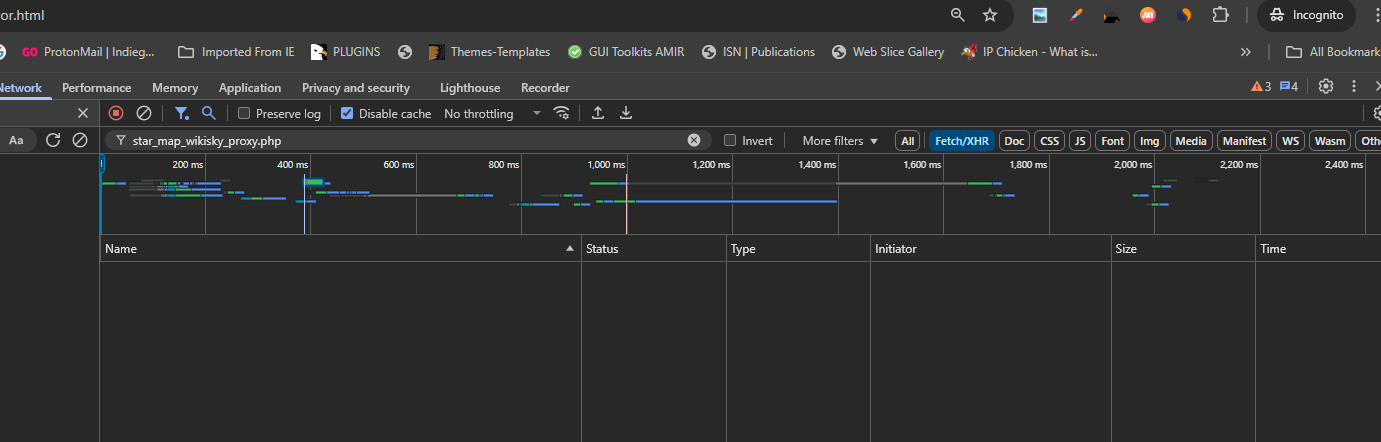 or.html
Incognito
GO ProtonMail | Indieg... Imported From IE PLUGINS Themes-Templates GUI Toolkits AMIR ISN | Publications Web Slice Gallery IP Chicken - What is... » All Bookmark
Network Performance Memory Application Privacy and security Lighthouse Recorder 3 4
Preserve log Disable cache No throttling
Aa star_map_wikisky_proxy.php Invert More filters All Fetch/XHR Doc CSS JS Font Img Media Manifest WS Wasm Othe
200 ms 400 ms 600 ms 800 ms 1,000 ms 1,200 ms 1,400 ms 1,600 ms 1,800 ms 2,000 ms 2,200 ms 2,400 ms
Name Status Type Initiator Size Time